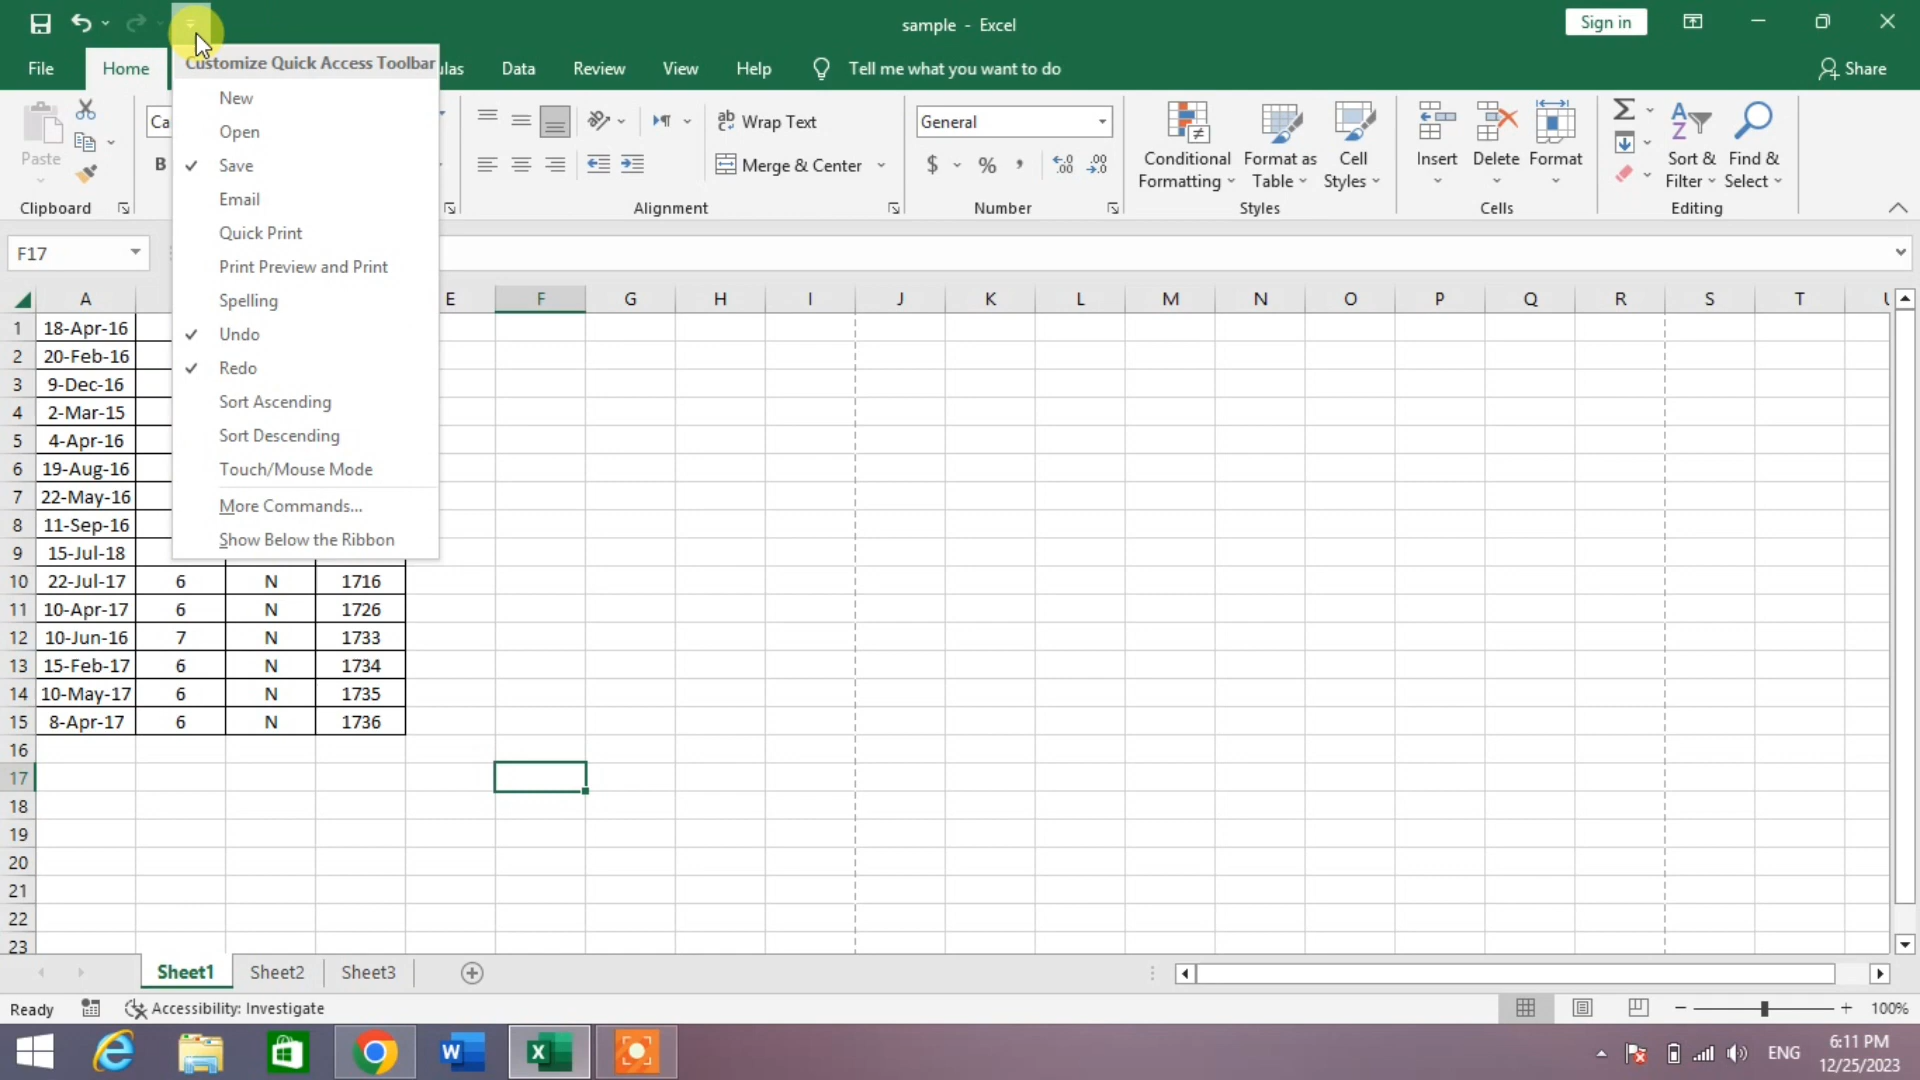 sample - Excel
Sign in
File
Home
ulas
Data
Review
View
Help
Tell me what you want to do
Share
Customize Quick Access Toolbar
New
Open
Save
Email
Quick Print
Print Preview and Print
Spelling
Undo
Redo
Sort Ascending
Sort Descending
Touch/Mouse Mode
More Commands...
Show Below the Ribbon
Paste
Clipboard
Ca
B
Wrap Text
Merge & Center
Alignment
General
$ % ,
Number
Conditional Formatting
Format as Table
Cell Styles
Styles
Insert
Delete
Format
Cells
Sort & Filter
Find & Select
Editing
F17
A E F G H I J K L M N O P Q R S T
1 18-Apr-16
2 20-Feb-16
3 9-Dec-16
4 2-Mar-15
5 4-Apr-16
6 19-Aug-16
7 22-May-16
8 11-Sep-16
9 15-Jul-18
10 22-Jul-17 6 N 1716
11 10-Apr-17 6 N 1726
12 10-Jun-16 7 N 1733
13 15-Feb-17 6 N 1734
14 10-May-17 6 N 1735
15 8-Apr-17 6 N 1736
16
17
18
19
20
21
22
23
Sheet1 Sheet2 Sheet3
Ready
Accessibility: Investigate
100%
ENG
6:11 PM
12/25/2023